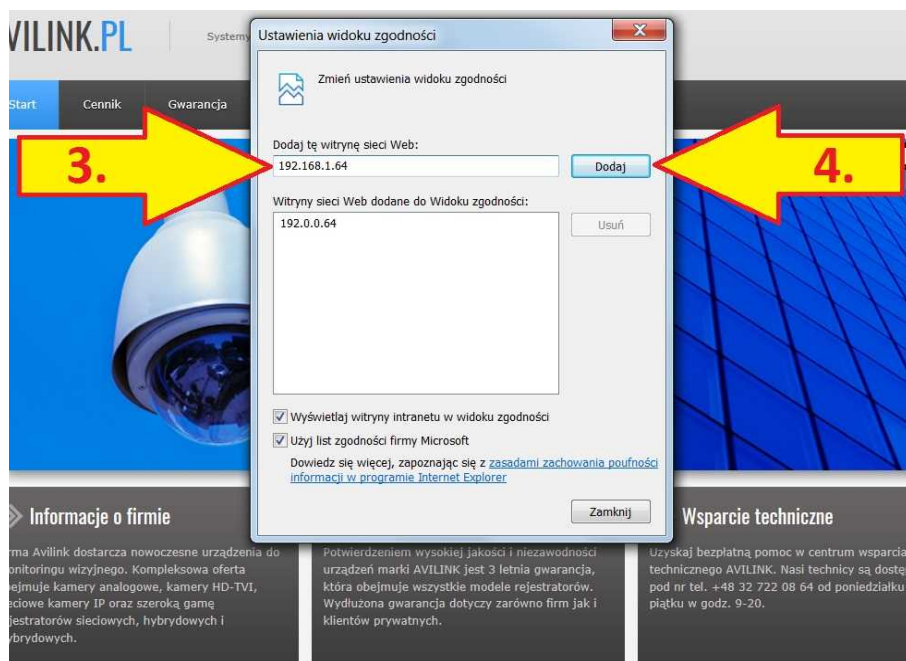 VILINK.PL
Systemy
Ustawienia widoku zgodności
Zmień ustawienia widoku zgodności
Start Cennik Gwarancja
Dodaj tę witrynę sieci Web:
3.
192.168.1.64
Dodaj
4.
Witryny sieci Web dodane do Widoku zgodności:
192.0.0.64
Usuń
Wyświetlaj witryny intranetu w widoku zgodności
Użyj list zgodności firmy Microsoft
Dowiedz się więcej, zapoznając się z zasadami zachowania poufności
informacji w programie Internet Explorer
Zamknij
Informacje o firmie
rma Avilink dostarcza nowoczesne urządzenia do
onitoringu wizyjnego. Kompleksowa oferta
bejmuje kamery analogowe, kamery HD-TVI,
eciowe kamery IP oraz szeroką gamę
jestratorów sieciowych, hybrydowych i
ybrydowych.
Potwierdzeniem wysokiej jakości i niezawodności
urządzeń marki AVILINK jest 3 letnia gwarancja,
która obejmuje wszystkie modele rejestratorów.
Wydłużona gwarancja dotyczy zarówno firm jak i
klientów prywatnych.
Wsparcie techniczne
Uzyskaj bezpłatną pomoc w centrum wsparcia
technicznego AVILINK. Nasi technicy są dostę
pod nr tel. +48 32 722 08 64 od poniedziałku
piątku w godz. 9-20.